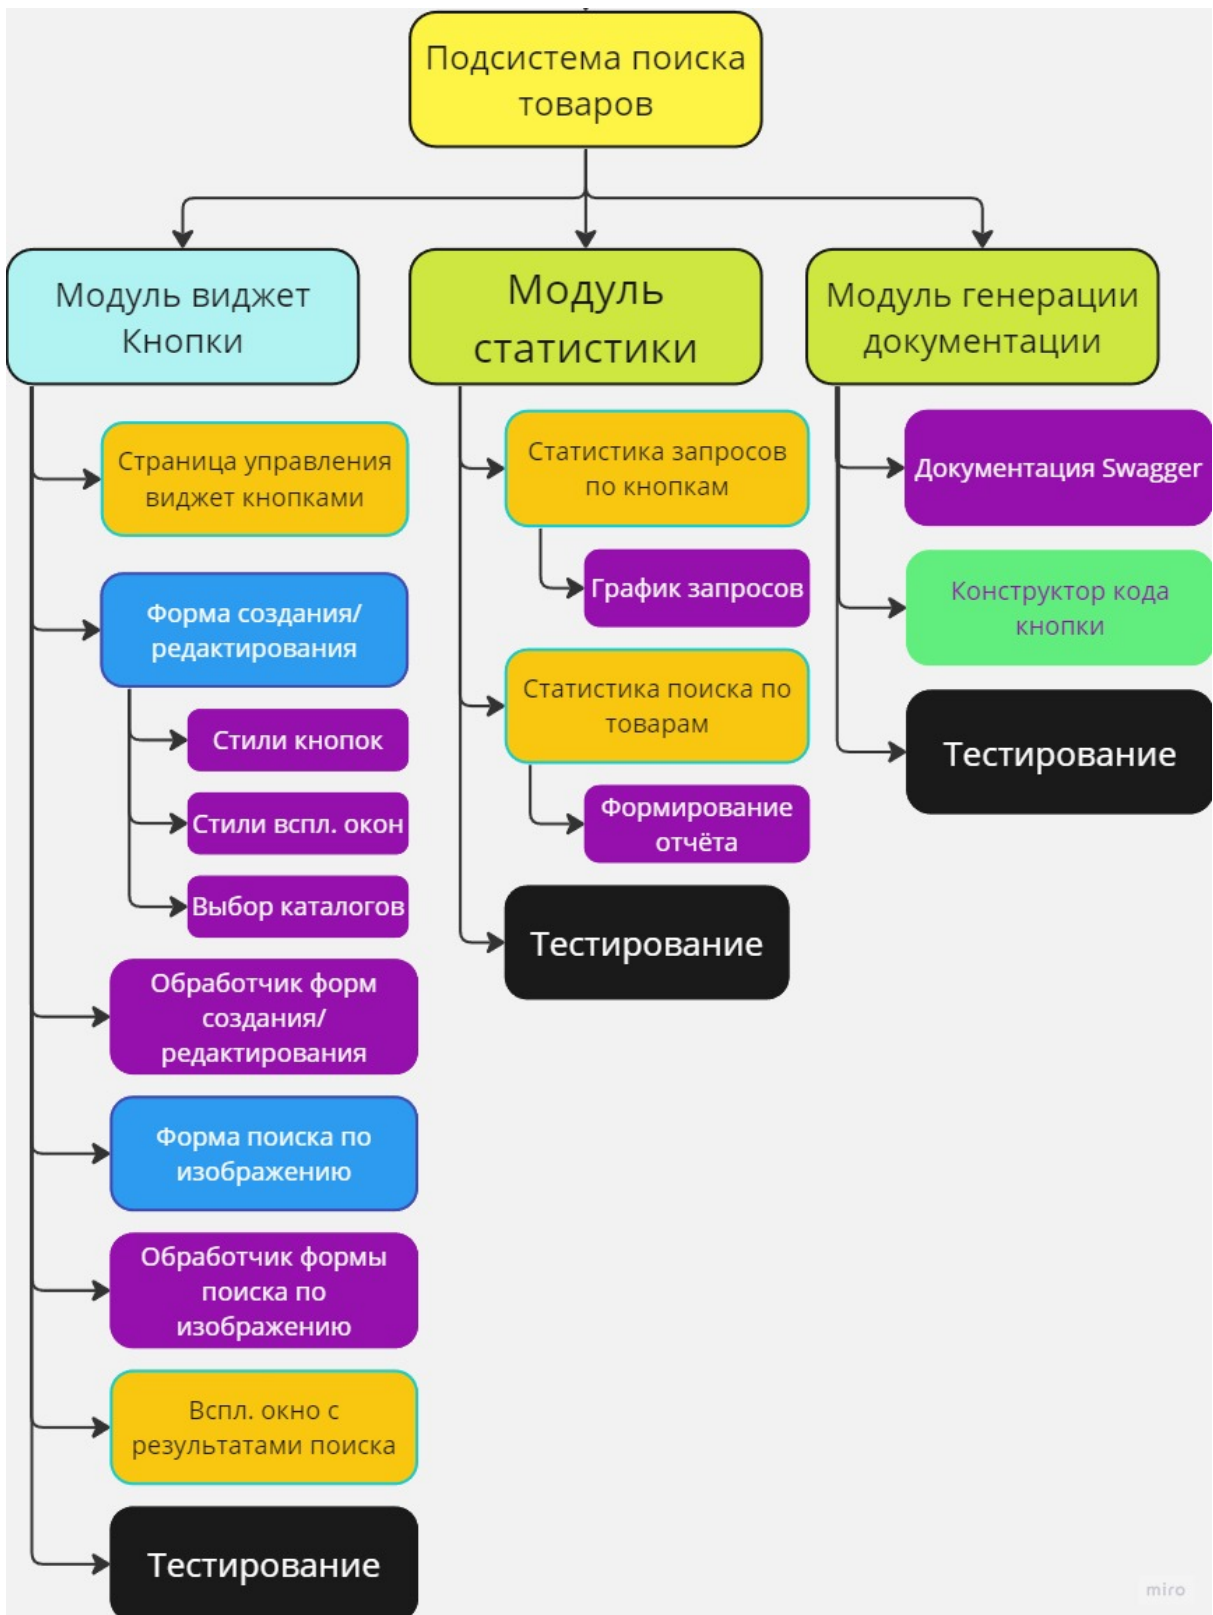 Подсистема поиска
товаров
Модуль виджет
Кнопки
Страница управления
виджет кнопками
Форма создания/
редактирования
Стили кнопок
Стили вспл. окон
Выбор каталогов
Обработчик форм
создания/
редактирования
Форма поиска по
изображению
Обработчик формы
поиска по
изображению
Вспл. окно с
результатами поиска
Тестирование
Модуль
статистики
Статистика запросов
по кнопкам
График запросов
Статистика поиска по
товарам
Формирование
отчёта
Тестирование
Модуль генерации
документации
Документация Swagger
Конструктор кода
кнопки
Тестирование
miro